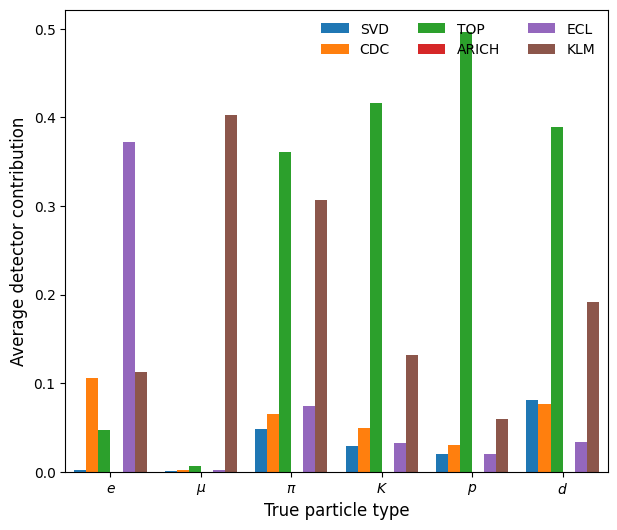 SVD TOP ECL
CDC ARICH KLM
0.5
0.4
0.3
0.2
0.1
0.0
Average detector contribution
e μ π K p d
True particle type